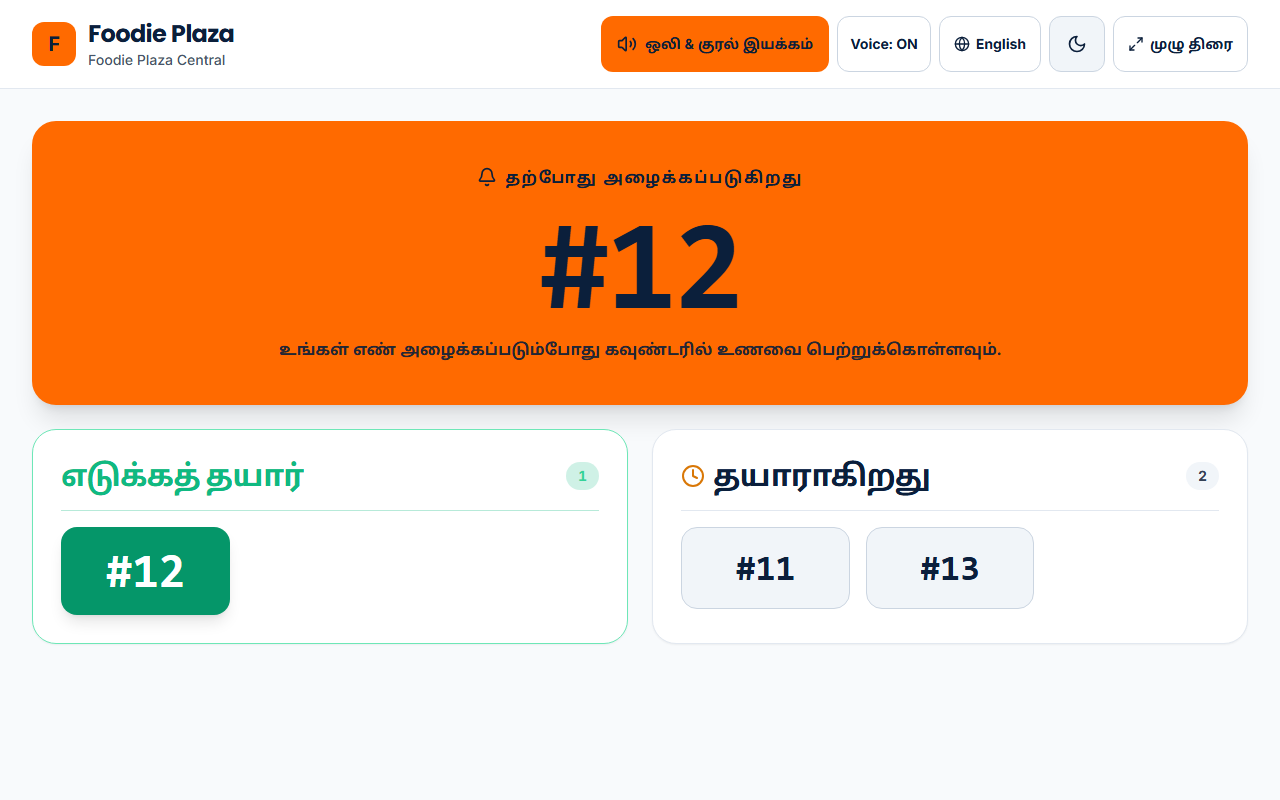 F
Foodie Plaza
Foodie Plaza Central
ஒலி & குரல் இயக்கம்
Voice: ON
English
முழு திரை
தற்போது அழைக்கப்படுகிறது
#12
உங்கள் எண் அழைக்கப்படும்போது கவுண்டரில் உணவை பெற்றுக்கொள்ளவும்.
எடுக்கத் தயார்
1
#12
தயாராகிறது
2
#11
#13